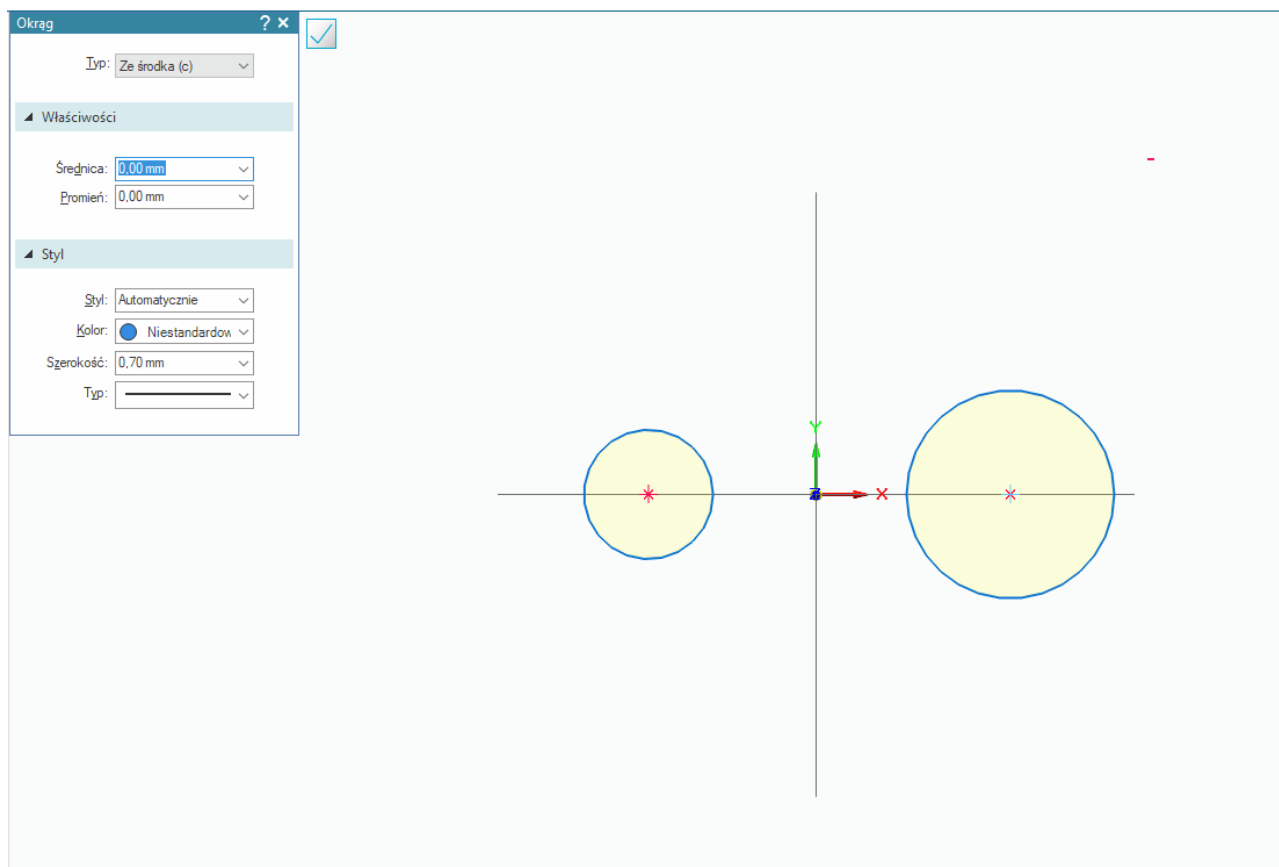 Okrąg ? ×
Typ: Ze środka (c)
Właściwości
Średnica: 0,00 mm
Promień: 0,00 mm
Styl
Styl: Automatycznie
Kolor: Niestandardow
Szerokość: 0,70 mm
Typ:
Y
Z X